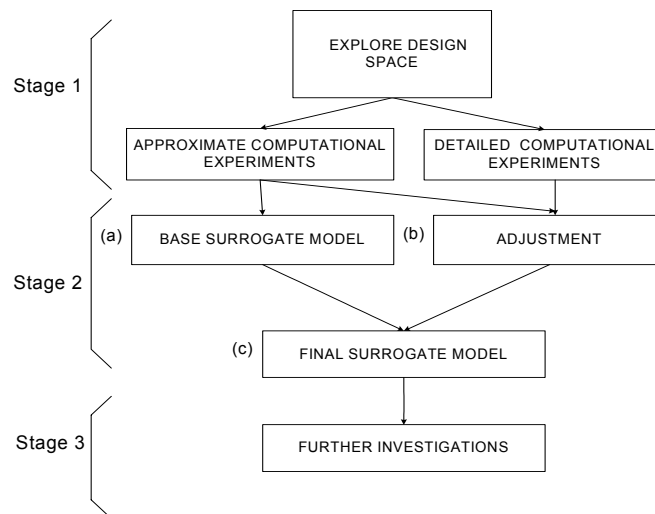 EXPLORE DESIGN
SPACE
Stage 1
APPROXIMATE COMPUTATIONAL
EXPERIMENTS
DETAILED COMPUTATIONAL
EXPERIMENTS
(a)
BASE SURROGATE MODEL
(b)
ADJUSTMENT
Stage 2
(c)
FINAL SURROGATE MODEL
Stage 3
FURTHER INVESTIGATIONS